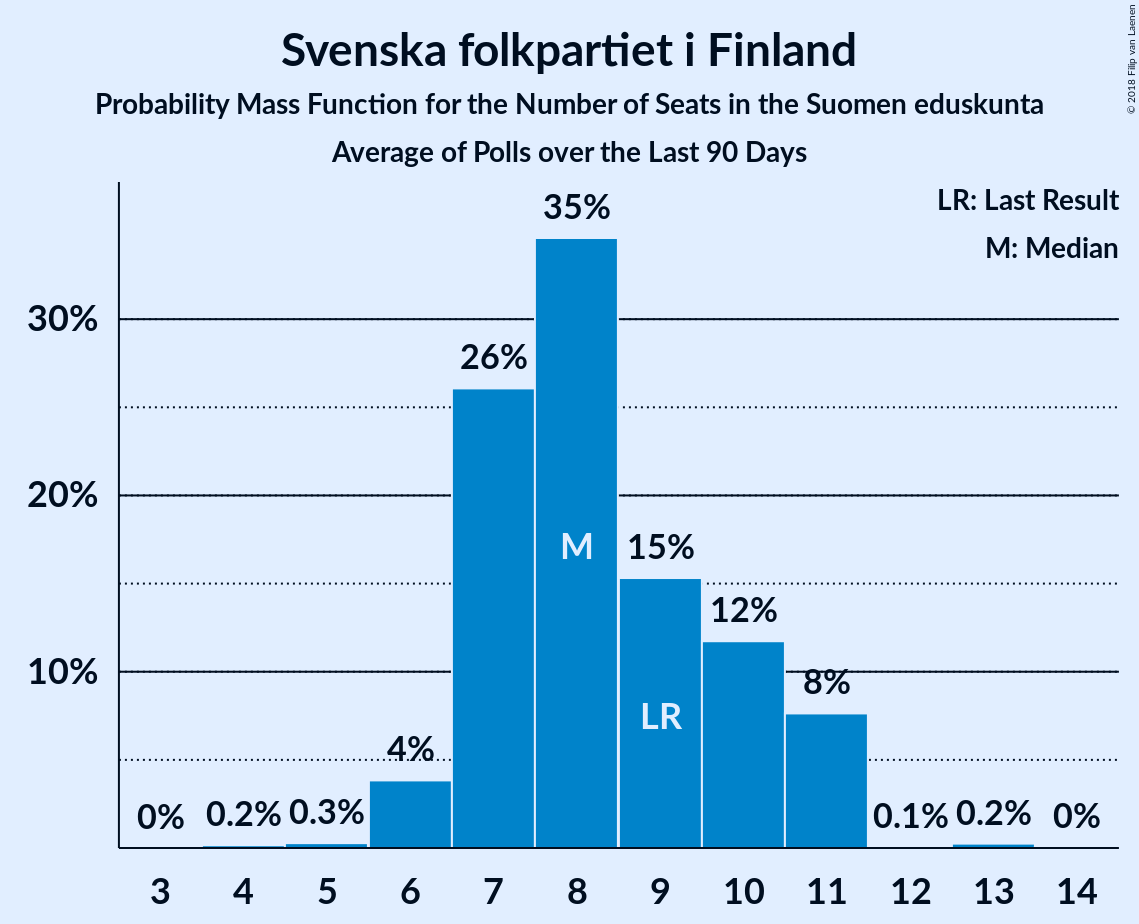 Svenska folkpartiet i Finland
Probability Mass Function for the Number of Seats in the Suomen eduskunta
Average of Polls over the Last 90 Days
© 2018 Filip van Laenen
LR: Last Result
M: Median
30%
20%
10%
0%
0.2%
0.3%
4%
26%
35%
15%
12%
8%
0.1%
0.2%
0%
M
LR
3 4 5 6 7 8 9 10 11 12 13 14